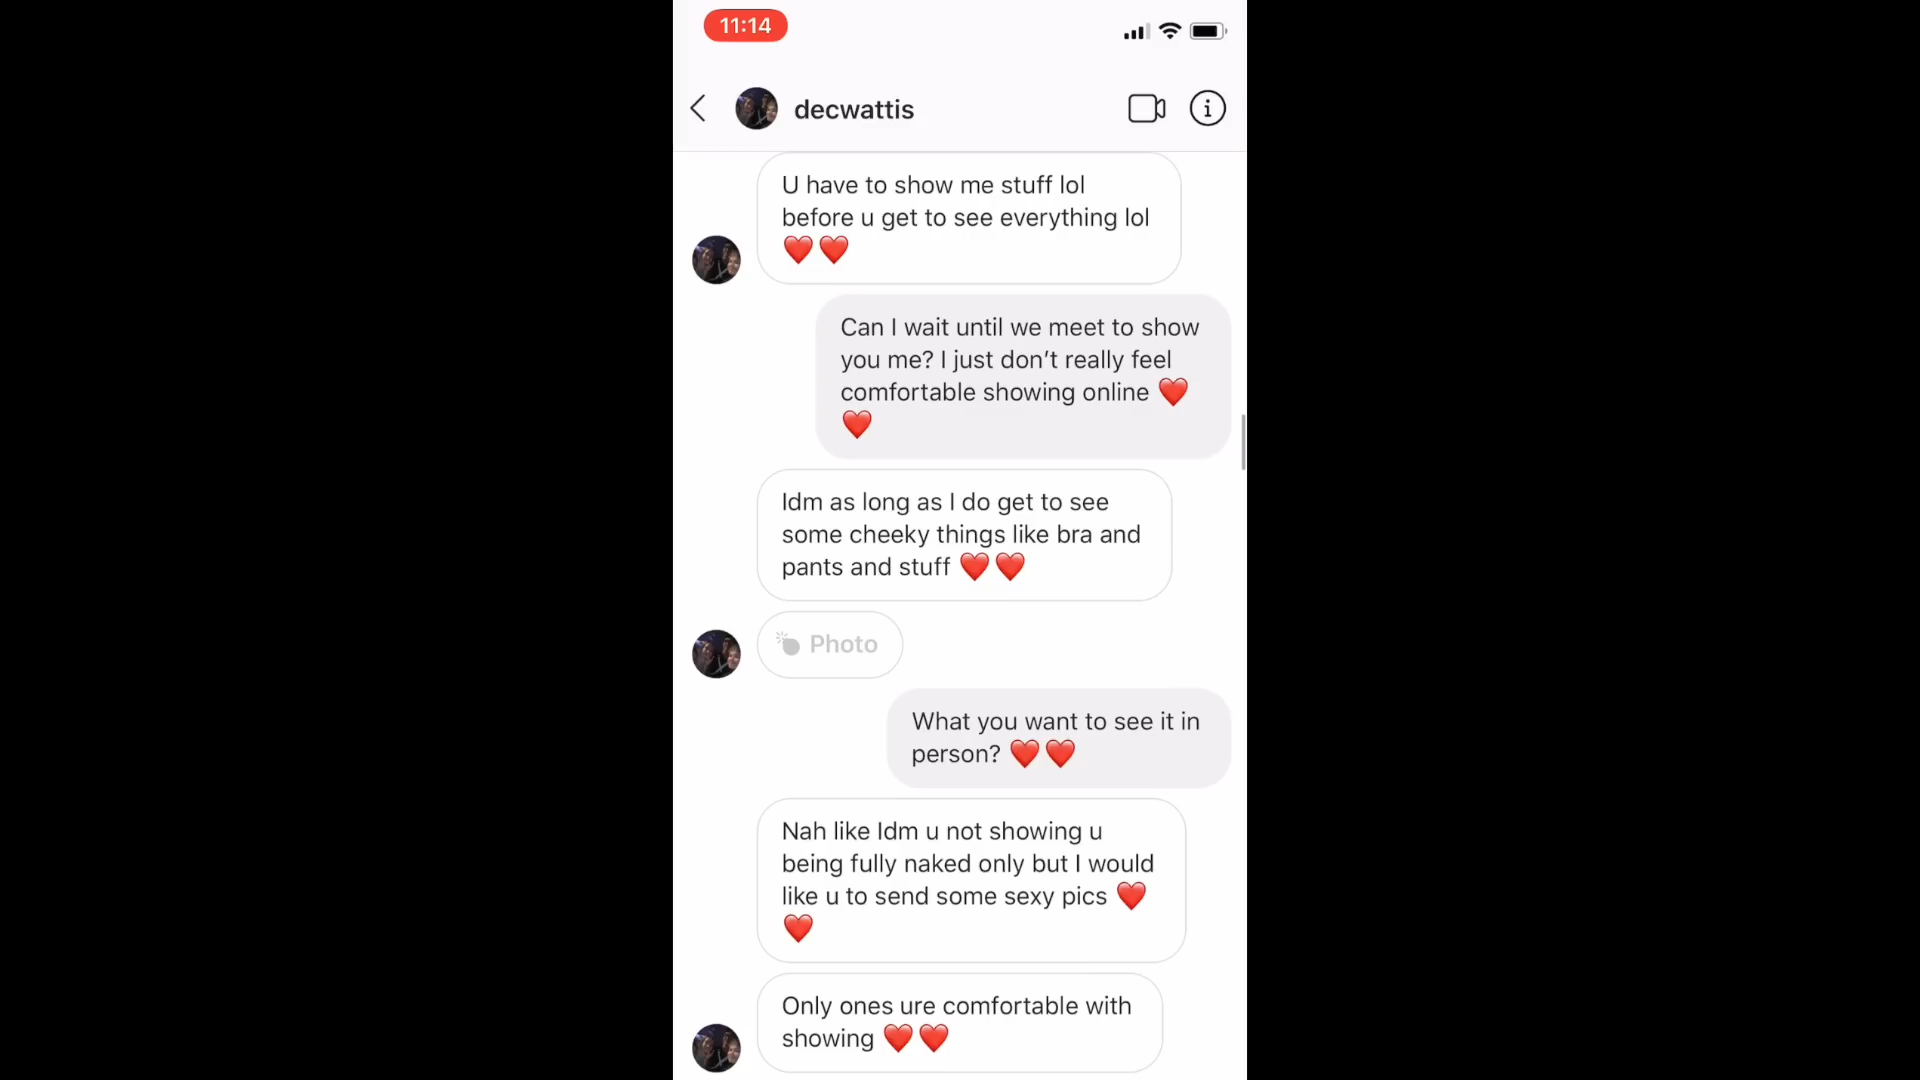 11:14
decwattis
U have to show me stuff lol
before u get to see everything lol
❤️❤️
Can I wait until we meet to show
you me? I just don’t really feel
comfortable showing online ❤️
❤️
Idm as long as I do get to see
some cheeky things like bra and
pants and stuff ❤️❤️
Photo
What you want to see it in
person? ❤️❤️
Nah like Idm u not showing u
being fully naked only but I would
like u to send some sexy pics ❤️
❤️
Only ones ure comfortable with
showing ❤️❤️